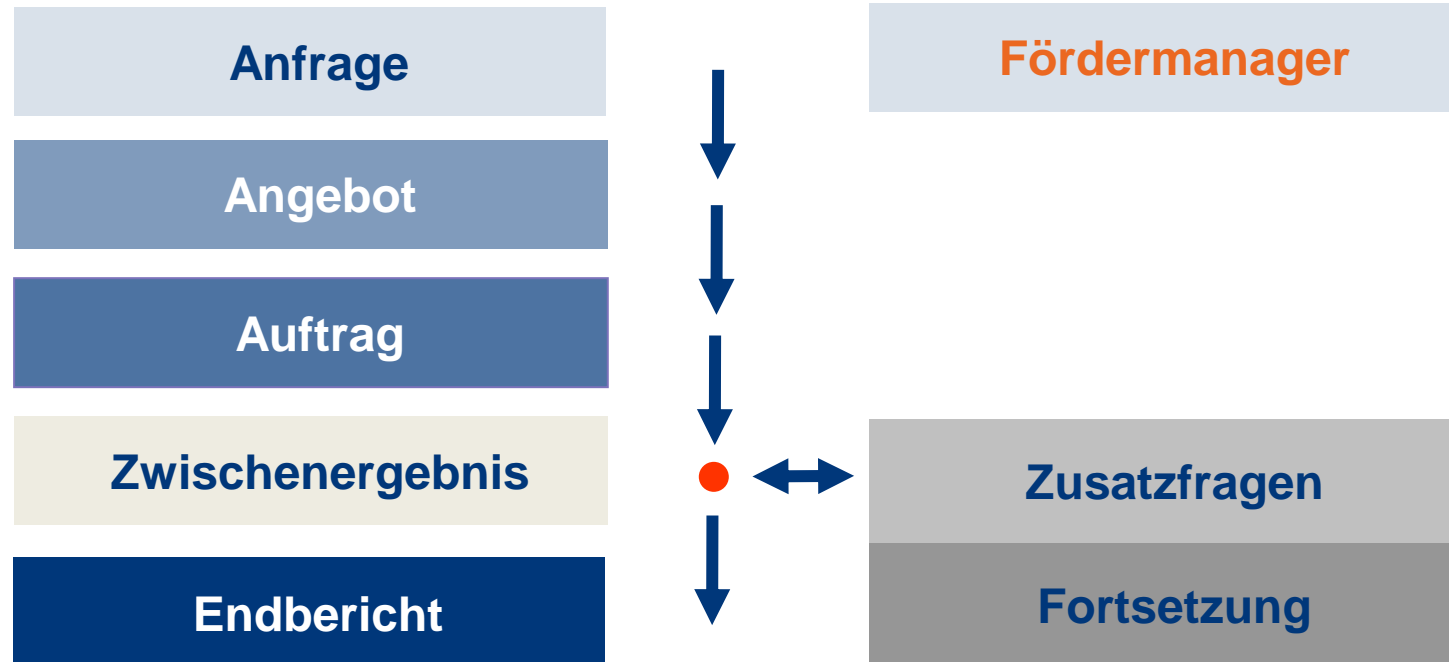 Anfrage
Fördermanager
Angebot
Auftrag
Zwischenergebnis
Zusatzfragen
Endbericht
Fortsetzung